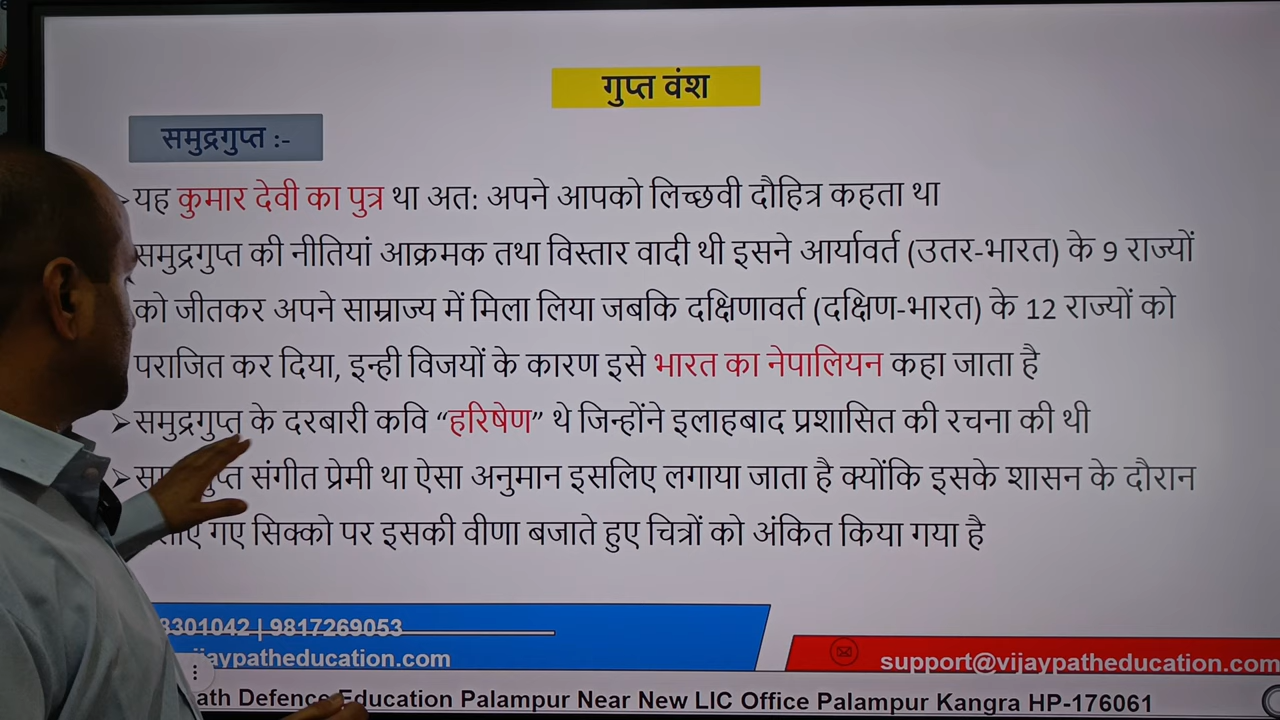 गुप्त वंश
समुद्रगुप्त :-
यह कुमार देवी का पुत्र था अत: अपने आपको लिच्छवी दौहित्र कहता था
समुद्रगुप्त की नीतियां आक्रमक तथा विस्तार वादी थी इसने आर्यावर्त (उतर-भारत) के 9 राज्यों
को जीतकर अपने साम्राज्य में मिला लिया जबकि दक्षिणावर्त (दक्षिण-भारत) के 12 राज्यों को
पराजित कर दिया, इन्ही विजयों के कारण इसे भारत का नेपालियन कहा जाता है
➤ समुद्रगुप्त के दरबारी कवि “हरिषेण” थे जिन्होंने इलाहबाद प्रशासित की रचना की थी
➤ संगीत प्रेमी था ऐसा अनुमान इसलिए लगाया जाता है क्योंकि इसके शासन के दौरान
गए सिक्को पर इसकी वीणा बजाते हुए चित्रों को अंकित किया गया है
3301042 | 9817269053
jaypatheducation.com
support@vijaypatheducation.com
ath Defence Education Palampur Near New LIC Office Palampur Kangra HP-176061